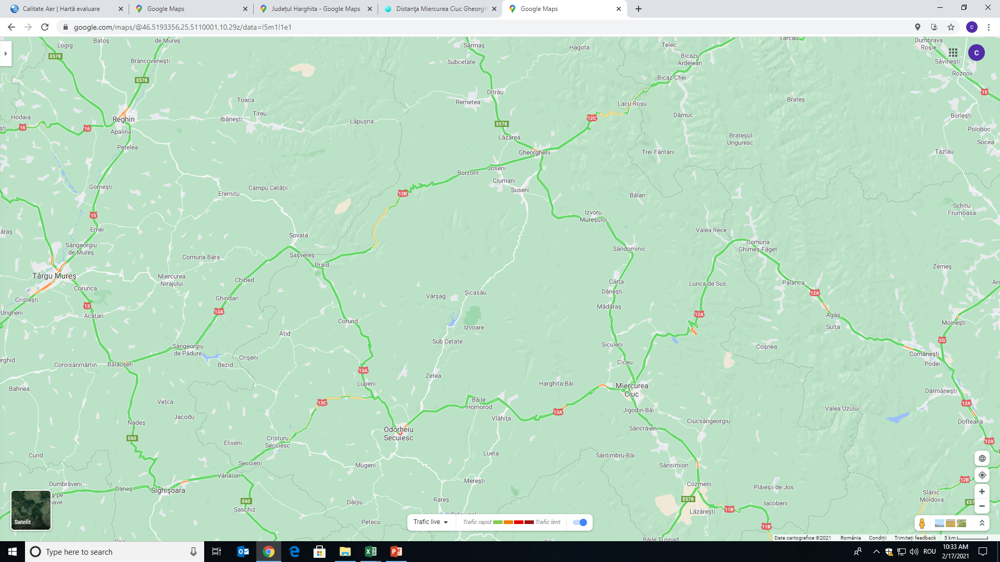 Calitate Aer | Hartă evaluare
Google Maps
Județul Harghita - Google Maps
Distanța Miercurea Ciuc Gheorgh
Google Maps
google.com/maps/@46.5193356,25.5110001,10.29z/data=!5m1!1e1
C
Logig
Batoș
de Mureș
E578
Brâncovenești
E578
Sărmaș
Subcetate
Hagota
Telec
Bicazu
Ardelean
Tarcău
Dumbrava
Roșie
C
Săvinești
Roznov
Bicaz-Chei
Ditrău
Remetea
Toaca
Tireu
Ibănești
Lăpușna
Hodaia
16
16
Reghin
Apalina
Petelea
Lacu Roșu
12C
Dămuc
Brateș
15
Borlești
Poloboc
Socea
E578
Lăzarea
Gheorgheni
Trei Fântâni
Brateșul
Unguresc
Tazlău
Borzont
Joseni
Ciumani
Suseni
Gornești
Câmpu Cetății
Eremitu
13B
Bălan
Schitu
Frumoasa
15
Ernei
Izvoru
Mureșului
Valea Rece
Sovata
Sângeorgiu
de Mureș
Șașvereș
Comuna Bâra
Praid
Sândominic
Comuna
Ghimeș-Făget
Zemeș
Târgu Mureș
Miercurea
Nirajului
Chibed
Corunca
Cristești
Ghindari
Cârța
Dănești
Mădăraș
Lunca de Sus
Palanca
12A
Vărșag
Șicasău
13
Ungheni
Acățari
13A
12A
Agăș
Sulța
Moinești
Corund
Izvoare
Atid
Sub Cetate
Siculeni
Coșnea
2G
Comănești
Podei
Sângeorgiu
de Pădure
Crișeni
Bezid
Coroisânmărtin
Bălăușeri
Ciceu
13A
Zetea
Lupeni
Harghita-Băi
Miercurea
Ciuc
Bahnea
Dărmănești
Vețca
13C
Băile
Homorod
Vlăhița
13A
Jigodin-Băi
Valea Uzului
12A
Jacodu
Nadeș
Ciucsângeorgiu
Dofteana
Odorheiu
Secuiesc
Sâncrăieni
E60
Cristuru
Secuiesc
Eliseni
12A
Cund
Lueta
Sântimbru-Băi
Secuieni
Mugeni
Sânsimion
Vânători
Merești
12B
Dumbrăveni
Daneș
Sighișoara
Cozmeni
Plăieșii de Jos
Slănic
Moldova
E60
Saschiz
Dârjiu
Rareș
E578
11B
Iacobeni
Lăzărești
Satelit
Petecu
11B
Trafic live
Trafic rapid
Trafic lent
Date cartografice ©2021
România
Condiții
Trimiteți feedback
5 km
Type here to search
ROU
10:33 AM
2/17/2021